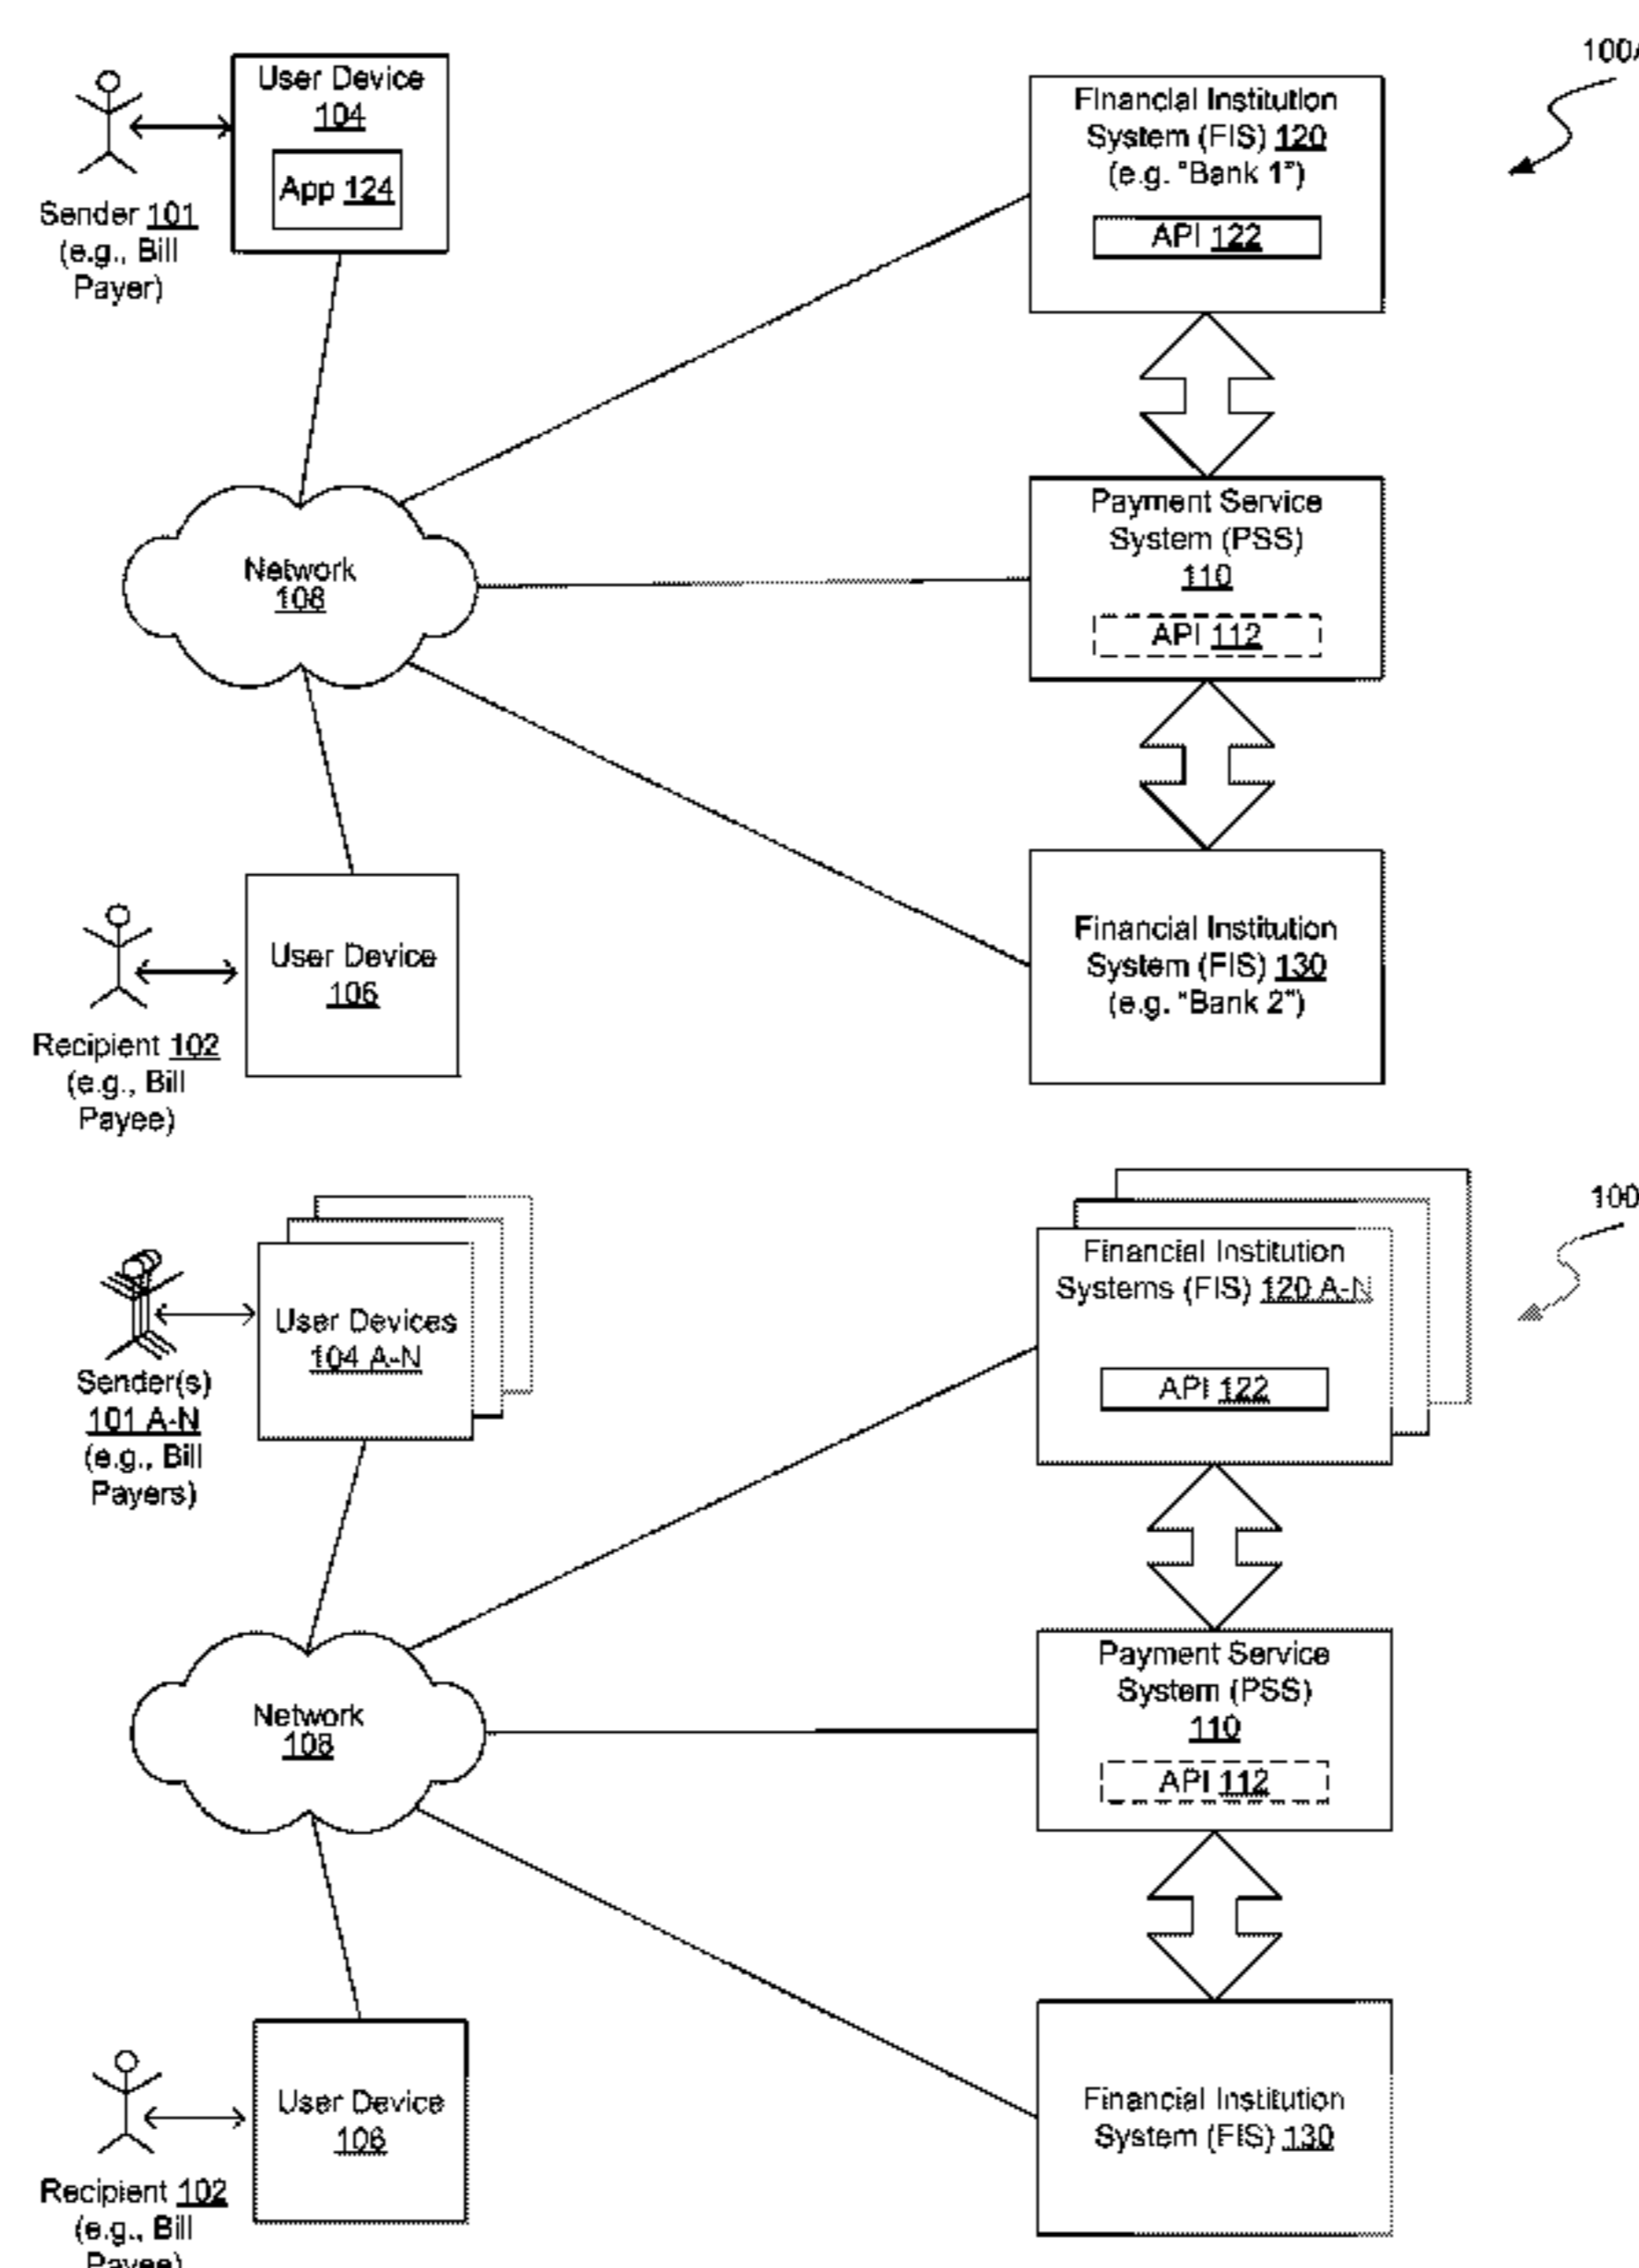 100A
User Device
104
App 124
Sender 101
(e.g., Bill
Payer)
Financial Institution
System (FIS) 120
(e.g. "Bank 1")
API 122
Payment Service
System (PSS)
110
API 112
Network
108
User Device
106
Recipient 102
(e.g., Bill
Payee)
Financial Institution
System (FIS) 130
(e.g. "Bank 2")
100
User Devices
104 A-N
Sender(s)
101 A-N
(e.g., Bill
Payers)
Financial Institution
Systems (FIS) 120 A-N
API 122
Payment Service
System (PSS)
110
API 112
Network
108
User Device
106
Recipient 102
(e.g., Bill
Payee)
Financial Institution
System (FIS) 130